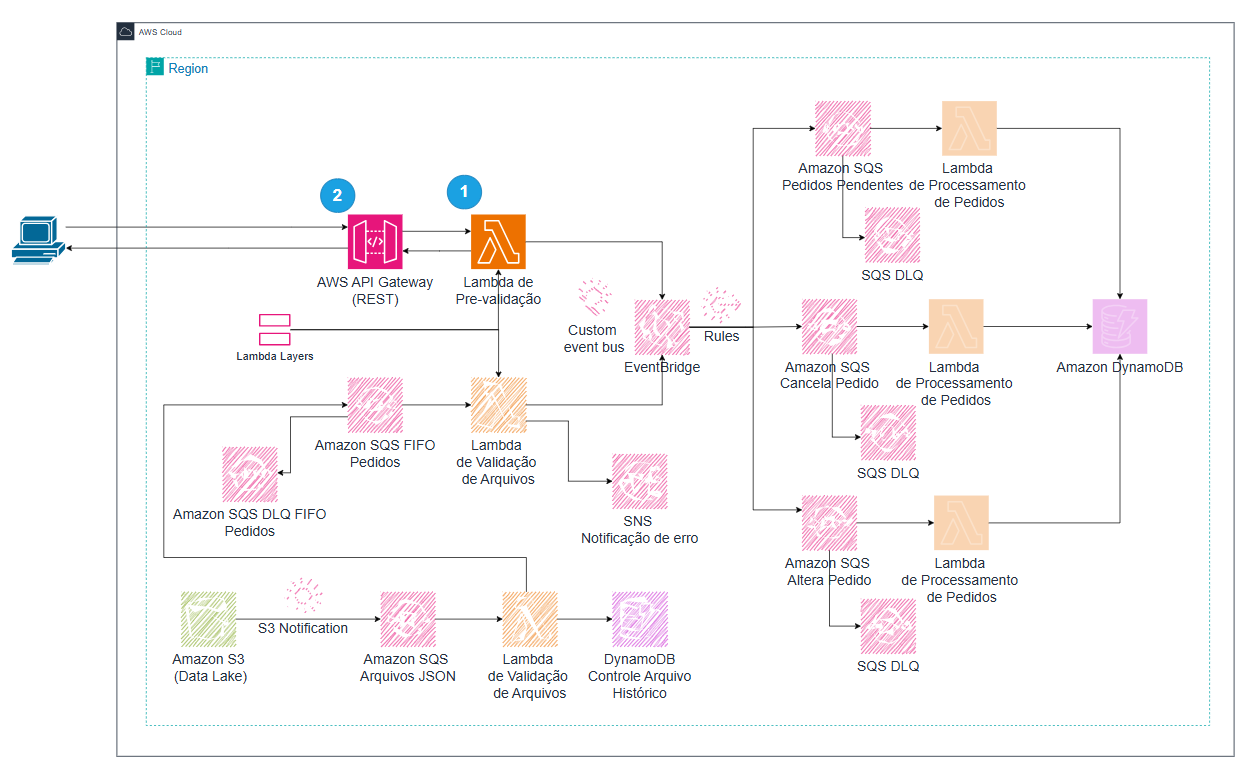 AWS Cloud
Region
2
1
AWS API Gateway
(REST)
Lambda de
Pre-validação
Lambda Layers
Custom
event bus
EventBridge
Rules
Amazon SQS
Pedidos Pendentes
Lambda
de Processamento
de Pedidos
SQS DLQ
Amazon SQS
Cancela Pedido
Lambda
de Processamento
de Pedidos
Amazon DynamoDB
SQS DLQ
Amazon SQS FIFO
Pedidos
Lambda
de Validação
de Arquivos
Amazon SQS DLQ FIFO
Pedidos
SNS
Notificação de erro
Amazon SQS
Altera Pedido
Lambda
de Processamento
de Pedidos
SQS DLQ
S3 Notification
Amazon S3
(Data Lake)
Amazon SQS
Arquivos JSON
Lambda
de Validação
de Arquivos
DynamoDB
Controle Arquivo
Histórico